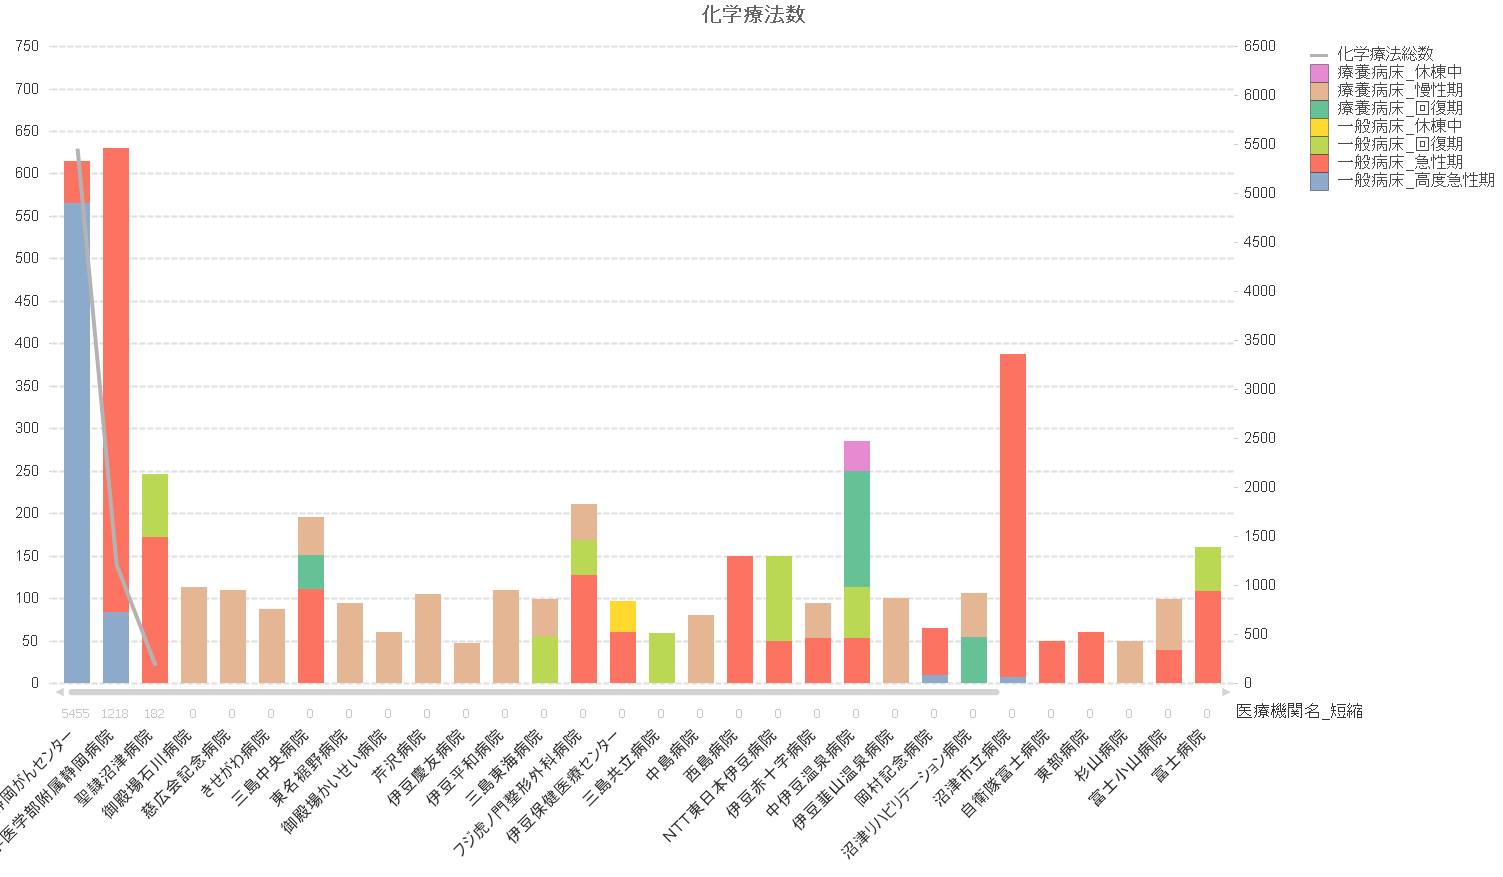 化学療法数
750
700
650
600
550
500
450
400
350
300
250
200
150
100
50
0
6500
6000
5500
5000
4500
4000
3500
3000
2500
2000
1500
1000
500
0
化学療法総数
療養病床_休棟中
療養病床_慢性期
療養病床_回復期
一般病床_休棟中
一般病床_回復期
一般病床_急性期
一般病床_高度急性期
5455 1218 182 0 0 0 0 0 0 0 0 0 0 0 0 0 0 0 0 0 0 0 0 0 0 0 0 0 0 0
医療機関名_短縮
静岡がんセンター
医学部附属静岡病院
聖隷沼津病院
御殿場石川病院
慈広会記念病院
きせがわ病院
三島中央病院
東名裾野病院
御殿場かいせい病院
芹沢病院
伊豆慶友病院
伊豆平和病院
三島東海病院
フジ虎ノ門整形外科病院
伊豆保健医療センター
三島共立病院
中島病院
西島病院
NTT東日本伊豆病院
伊豆赤十字病院
中伊豆温泉病院
伊豆韮山温泉病院
岡村記念病院
沼津リハビリテーション病院
沼津市立病院
自衛隊富士病院
東部病院
杉山病院
富士小山病院
富士病院